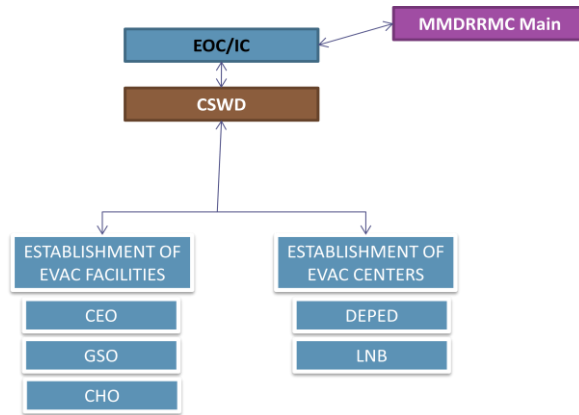 MMDRRMC Main
EOC/IC
CSWD
ESTABLISHMENT OF
EVAC FACILITIES
CEO
GSO
CHO
ESTABLISHMENT OF
EVAC CENTERS
DEPED
LNB